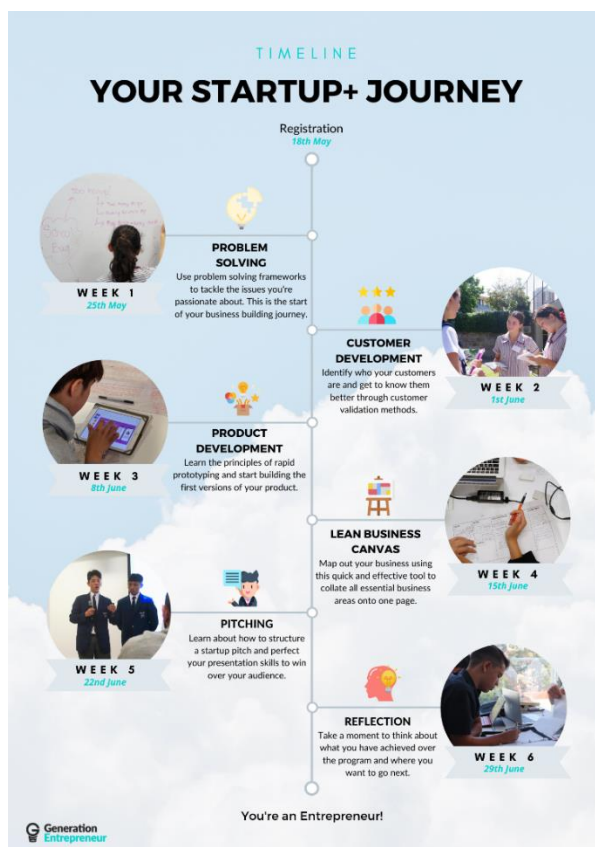 TIMELINE
YOUR STARTUP+ JOURNEY
Registration
18th May
PROBLEM
SOLVING
Use problem solving frameworks
to tackle the issues you're
passionate about. This is the start
of your business building journey.
WEEK 1
25th May
CUSTOMER
DEVELOPMENT
Identify who your customers
are and get to know them
better through customer
validation methods.
WEEK 2
1st June
PRODUCT
DEVELOPMENT
Learn the principles of rapid
prototyping and start building the
first versions of your product.
WEEK 3
8th June
LEAN BUSINESS
CANVAS
Map out your business using
this quick and effective tool to
collate all essential business
areas onto one page.
WEEK 4
15th June
PITCHING
Learn about how to structure
a startup pitch and perfect
your presentation skills to win
over your audience.
WEEK 5
22nd June
REFLECTION
Take a moment to think about
what you have achieved over
the program and where you
want to go next.
WEEK 6
29th June
You're an Entrepreneur!
Generation
Entrepreneur